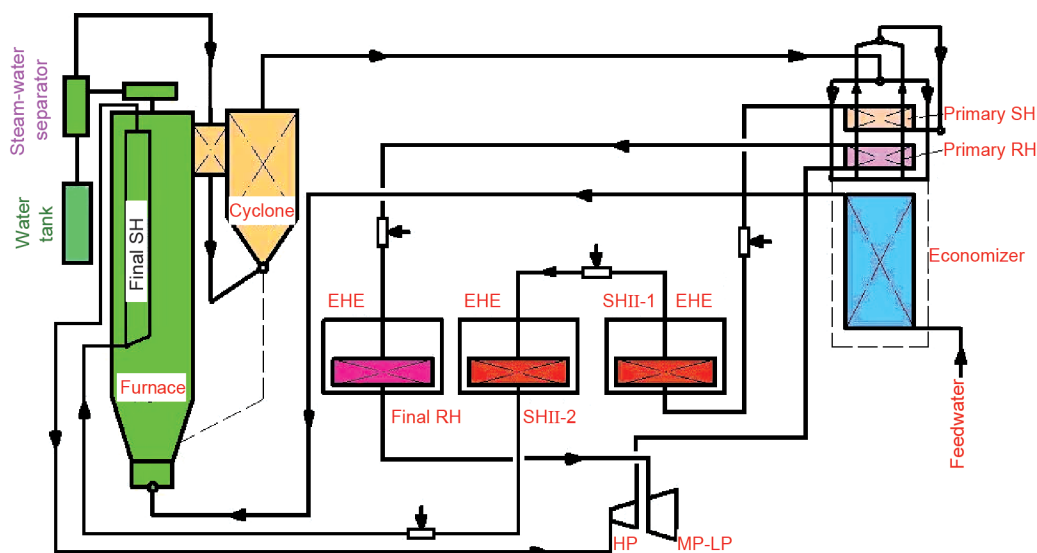 Steam-water
separator
Water
tank
Final SH
Furnace
Cyclone
Primary SH
Primary RH
Economizer
Feedwater
EHE
EHE
SHII-1
EHE
Final RH
SHII-2
HP
MP-LP